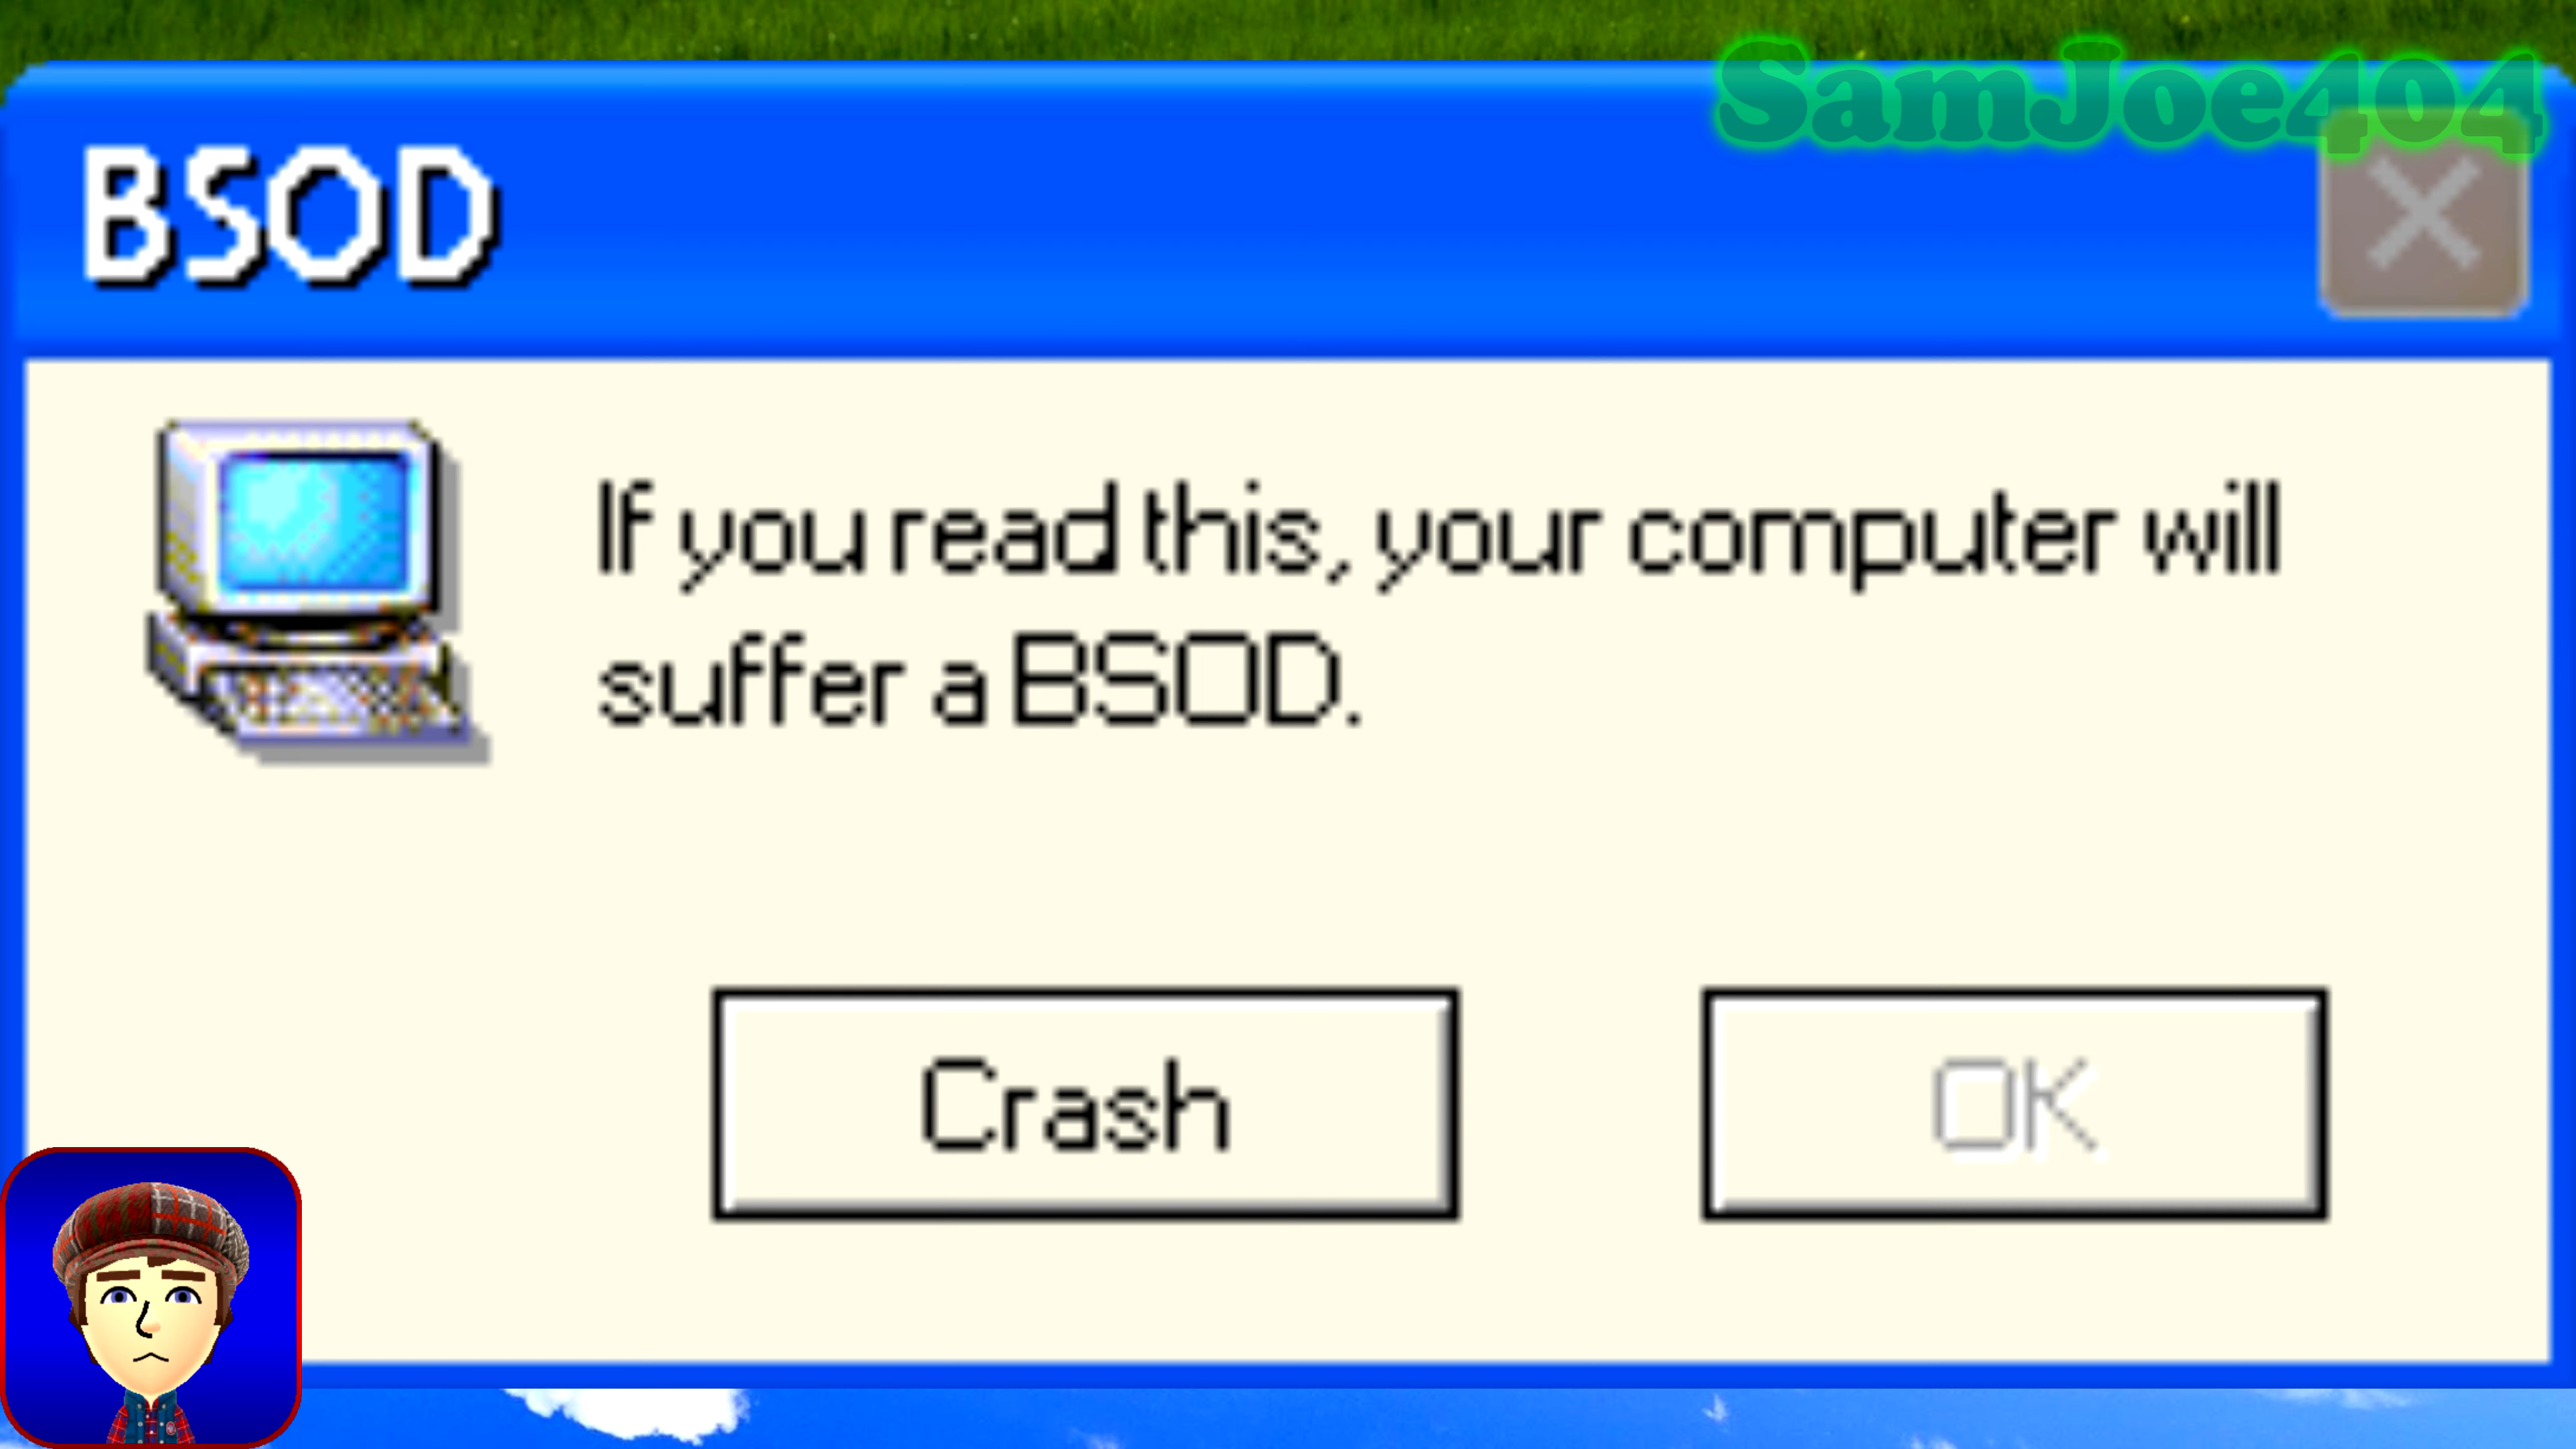 SamJoe404
BSOD
If you read this, your computer will
suffer a BSOD.
Crash
OK